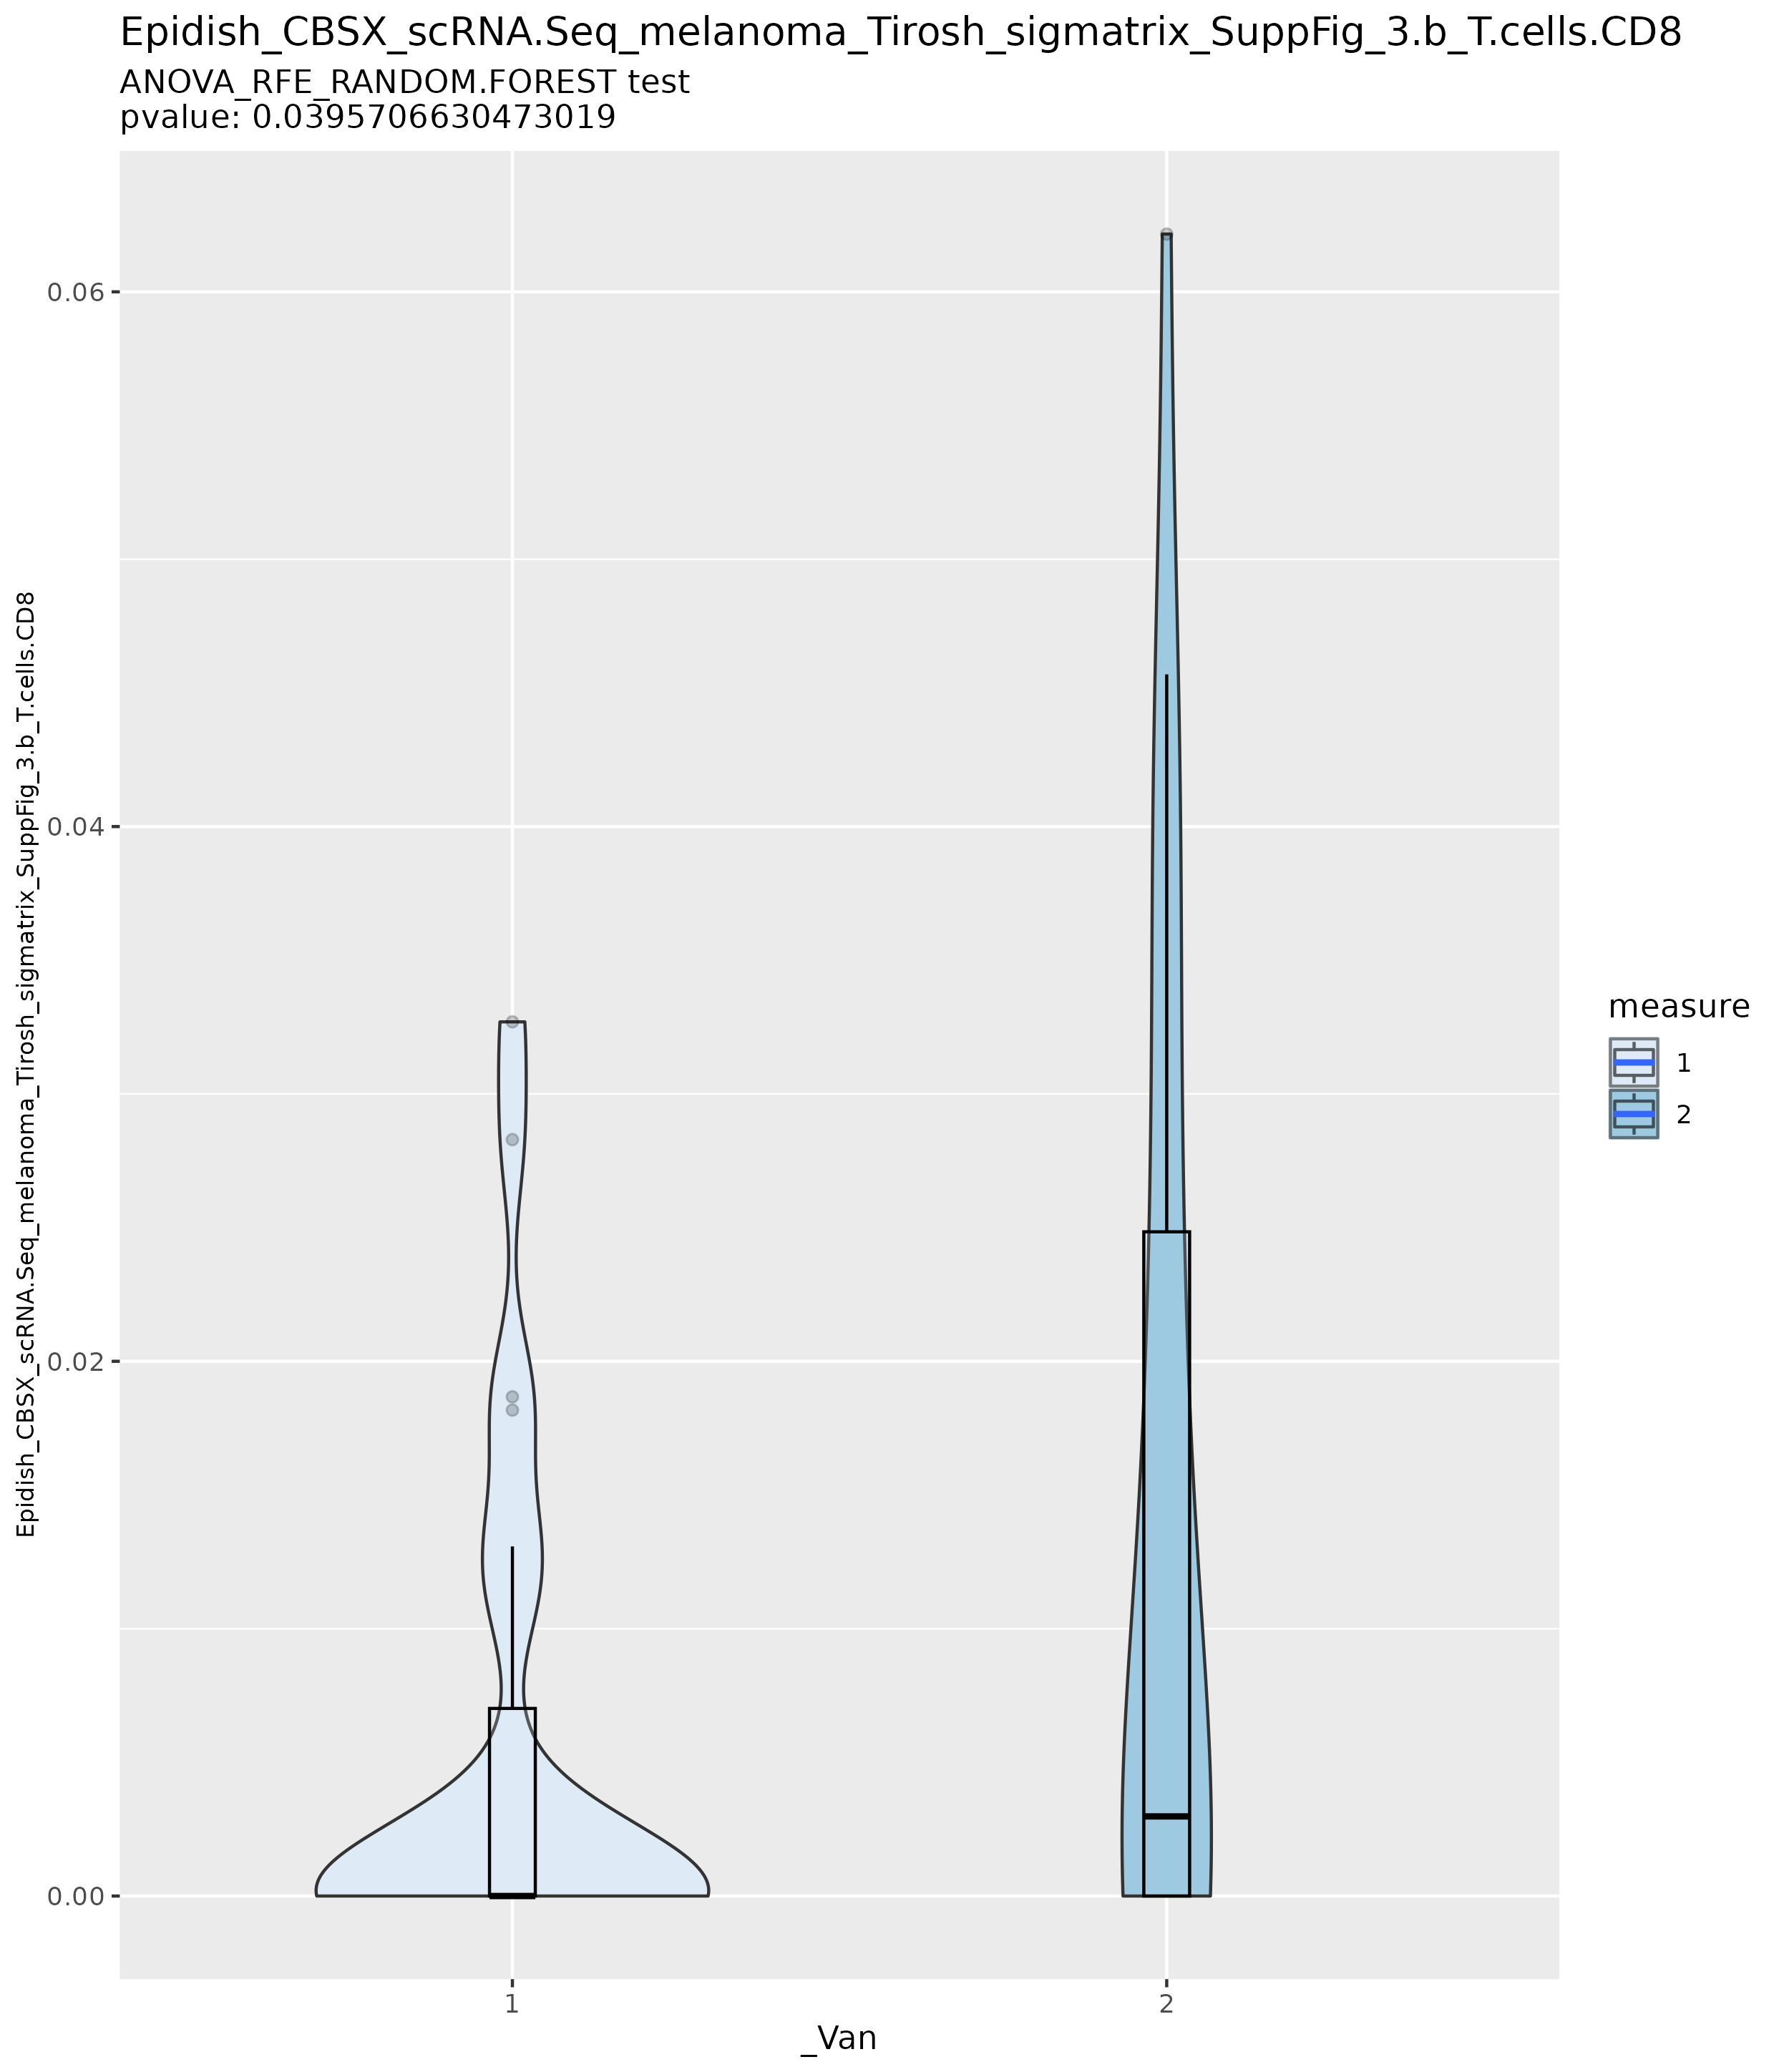 Epidish_CBSX_scRNA.Seq_melanoma_Tirosh_sigmatrix_SuppFig_3.b_T.cells.CD8
ANOVA_RFE_RANDOM.FOREST test
pvalue: 0.0395706630473019
Epidish_CBSX_scRNA.Seq_melanoma_Tirosh_sigmatrix_SuppFig_3.b_T.cells.CD8
0.06
0.04
0.02
0.00
1
2
_Van
measure
1
2